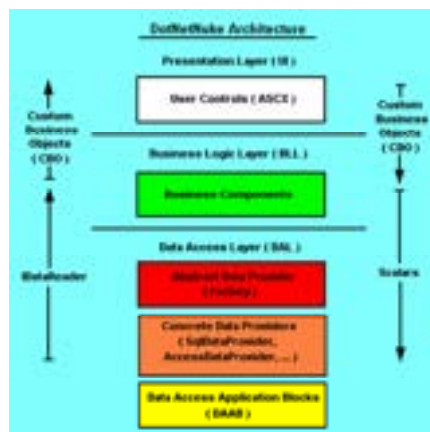 DotNetNuke Architecture
Presentation Layer ( UI )
User Controls ( ASCX )
Custom
Business
Objects
( CBO )
Custom
Business
Objects
( CBO )
Business Logic Layer ( BLL )
Business Components
Data Access Layer ( DAL )
IDataReader
Scalars
Abstract Data Provider
( Factory )
Concrete Data Providers
( SqlDataProvider,
AccessDataProvider, ... )
Data Access Application Blocks
( DAAB )